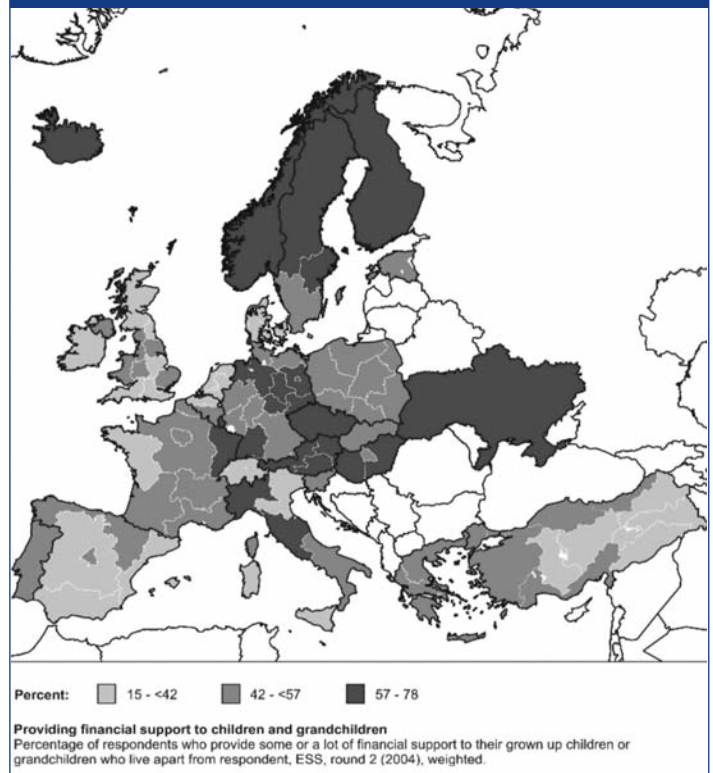 Percent: 15 - <42 42 - <57 57 - 78
Providing financial support to children and grandchildren
Percentage of respondents who provide some or a lot of financial support to their grown up children or
grandchildren who live apart from respondent, ESS, round 2 (2004), weighted.